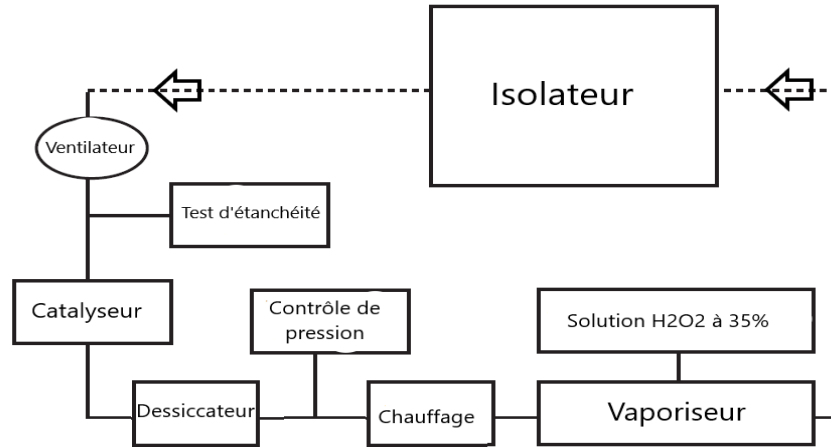 Isolateur
Ventilateur
Test d'étanchéité
Catalyseur
Contrôle de
pression
Solution H2O2 à 35%
Dessiccateur
Chauffage
Vaporiseur